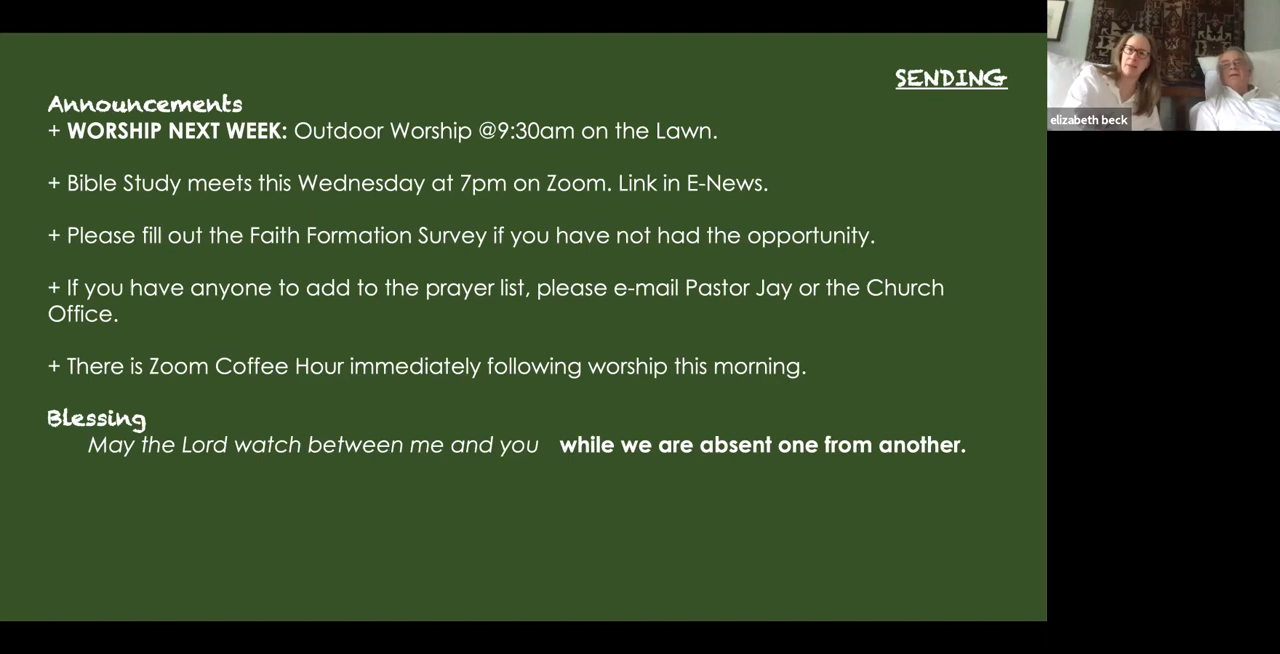 SENDING
Announcements
+ WORSHIP NEXT WEEK: Outdoor Worship @9:30am on the Lawn.
+ Bible Study meets this Wednesday at 7pm on Zoom. Link in E-News.
+ Please fill out the Faith Formation Survey if you have not had the opportunity.
+ If you have anyone to add to the prayer list, please e-mail Pastor Jay or the Church
Office.
+ There is Zoom Coffee Hour immediately following worship this morning.
Blessing
May the Lord watch between me and you while we are absent one from another.
elizabeth beck